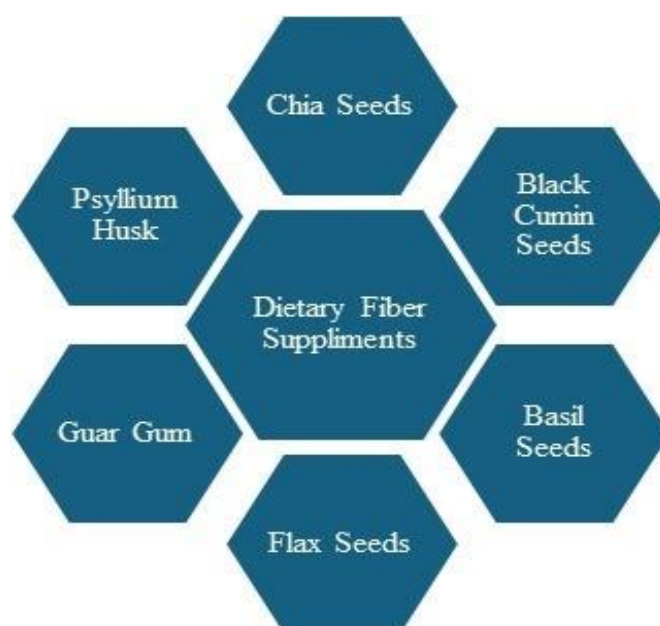 Chia Seeds
Psyllium
Husk
Black
Cumin
Seeds
Dietary Fiber
Suppliments
Guar Gum
Basil
Seeds
Flax Seeds